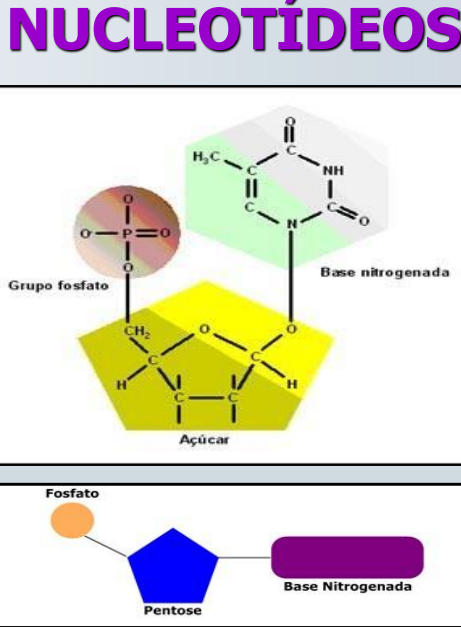 NUCLEOTÍDEOS
O
C
H3C
C
NH
C
C
O
N
O
O- P O
O
Base nitrogenada
Grupo fosfato
CH2
O
O
C
C
H
H
C
C
Açúcar
Fosfato
Base Nitrogenada
Pentose